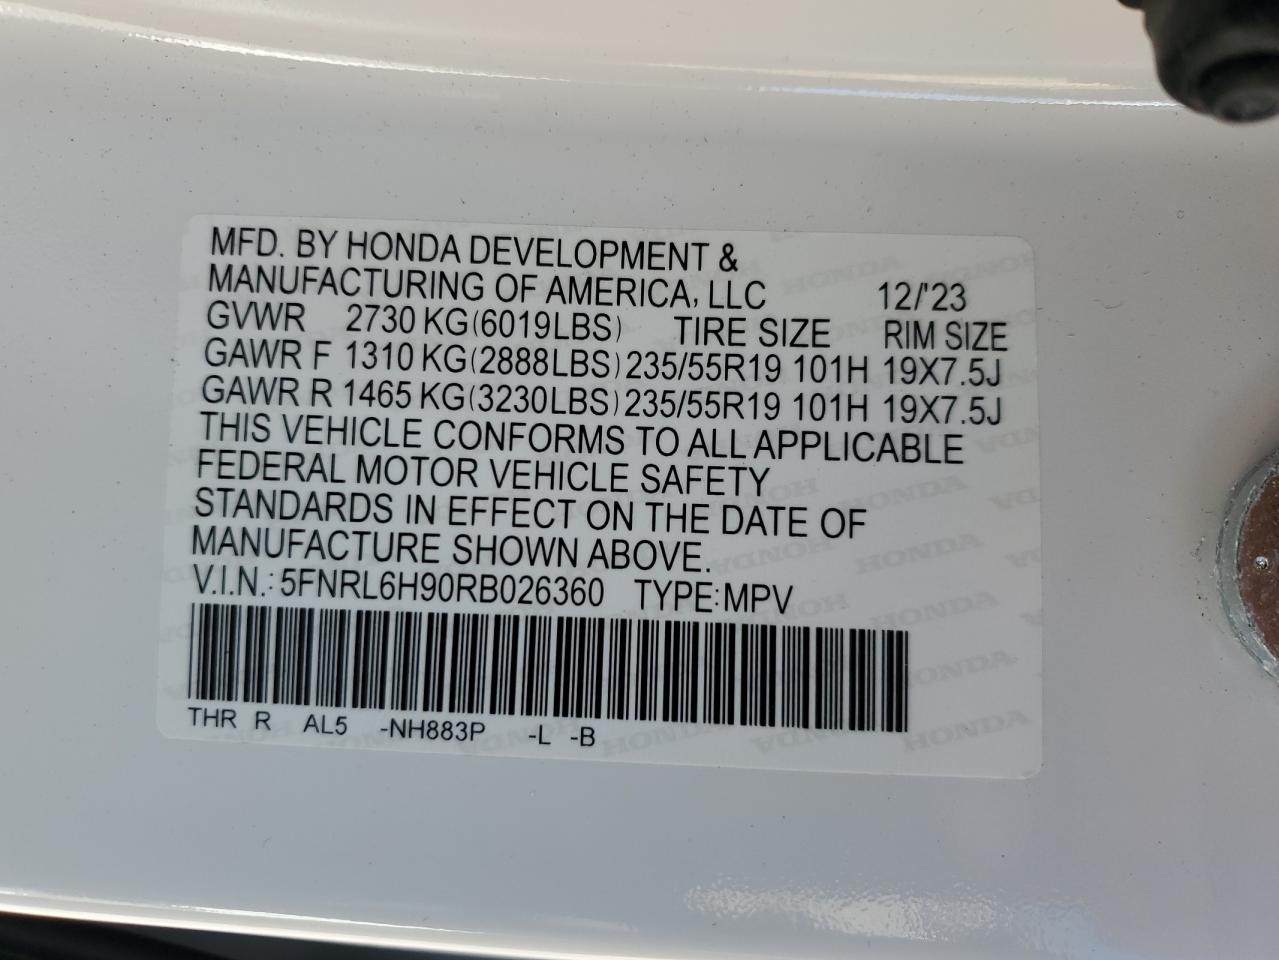 MFD. BY HONDA DEVELOPMENT &
MANUFACTURING OF AMERICA, LLC 12/'23
GVWR 2730 KG(6019LBS) TIRE SIZE RIM SIZE
GAWR F 1310 KG(2888LBS) 235/55R19 101H 19X7.5J
GAWR R 1465 KG(3230LBS) 235/55R19 101H 19X7.5J
THIS VEHICLE CONFORMS TO ALL APPLICABLE
FEDERAL MOTOR VEHICLE SAFETY
STANDARDS IN EFFECT ON THE DATE OF
MANUFACTURE SHOWN ABOVE.
V.I.N.: 5FNRL6H90RB026360 TYPE: MPV
THR R AL5 -NH883P -L -B